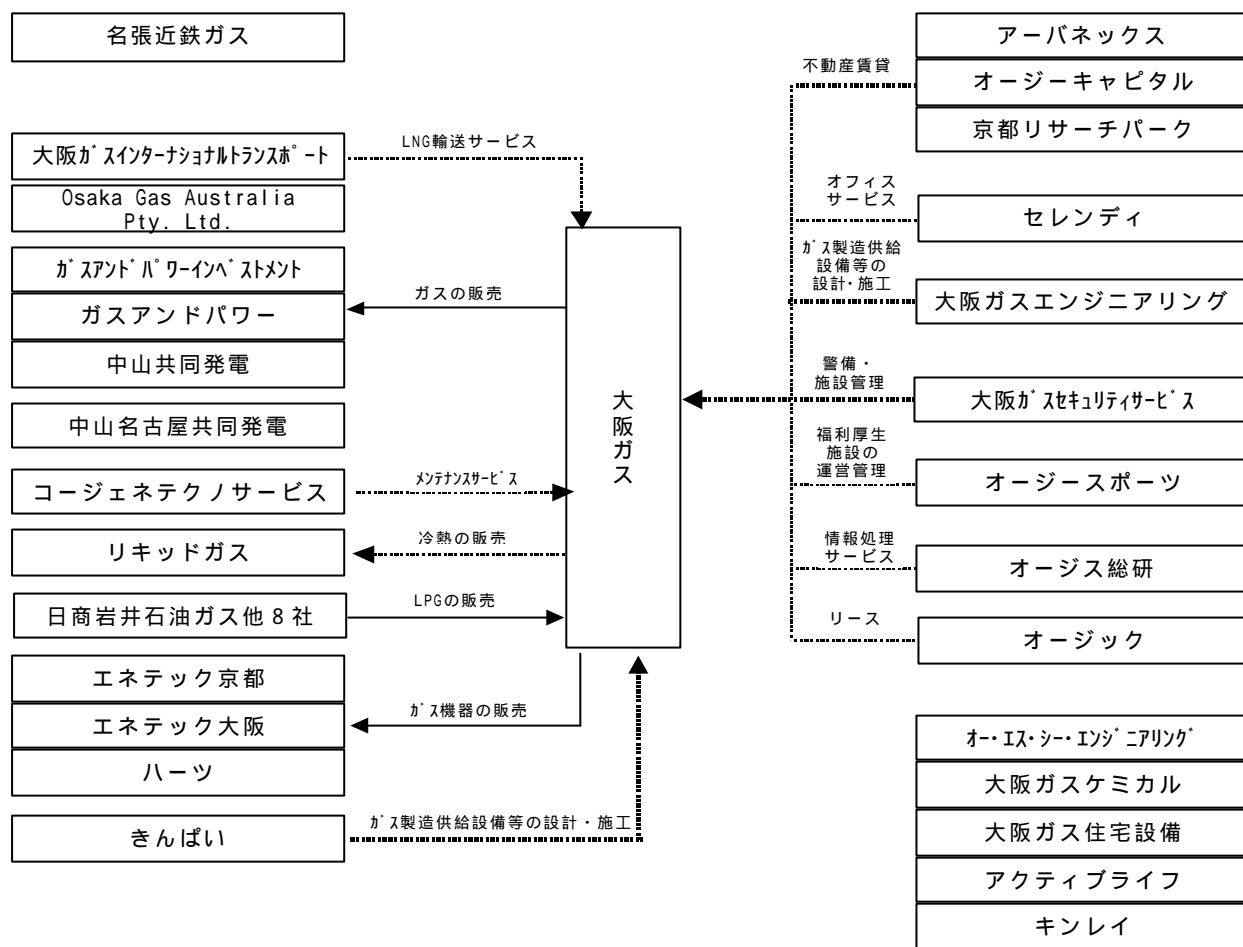 名張近鉄ガス
大阪ｶﾞｽｲﾝﾀｰﾅｼｮﾅﾙﾄﾗﾝｽﾎﾟｰﾄ
LNG輸送サービス
Osaka Gas Australia
Pty. Ltd.
ｶﾞｽｱﾝﾄﾞﾊﾟﾜｰｲﾝﾍﾞｽﾄﾒﾝﾄ
ガスアンドパワー
ガスの販売
中山共同発電
中山名古屋共同発電
コージェネテクノサービス
ﾒﾝﾃﾅﾝｽｻｰﾋﾞｽ
リキッドガス
冷熱の販売
日商岩井石油ガス他８社
LPGの販売
エネテック京都
エネテック大阪
ｶﾞｽ機器の販売
ハーツ
きんぱい
ｶﾞｽ製造供給設備等の設計・施工
大阪ガス
アーバネックス
不動産賃貸
オージーキャピタル
京都リサーチパーク
オフィス
サービス
セレンディ
ｶﾞｽ製造供給
設備等の
設計･施工
大阪ガスエンジニアリング
警備・
施設管理
大阪ｶﾞｽｾｷｭﾘﾃｨｻｰﾋﾞｽ
福利厚生
施設の
運営管理
オージースポーツ
情報処理
サービス
オージス総研
リース
オージック
ｵｰ･ｴｽ･ｼｰ･ｴﾝｼﾞﾆｱﾘﾝｸﾞ
大阪ガスケミカル
大阪ガス住宅設備
アクティブライフ
キンレイ